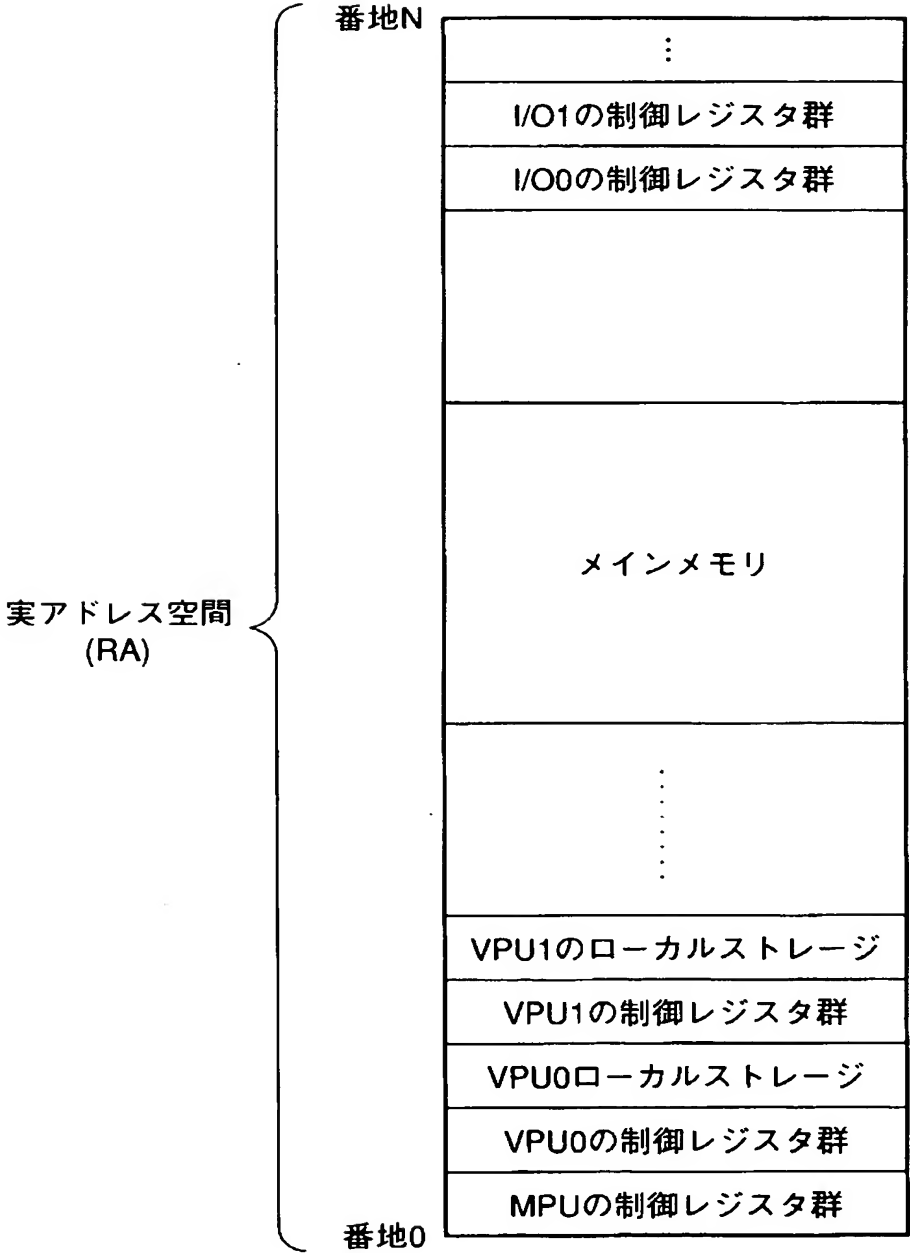 番地N
⋮
I/O1の制御レジスタ群
I/O0の制御レジスタ群
メインメモリ
実アドレス空間
(RA)
VPU1のローカルストレージ
VPU1の制御レジスタ群
VPU0ローカルストレージ
VPU0の制御レジスタ群
MPUの制御レジスタ群
番地0